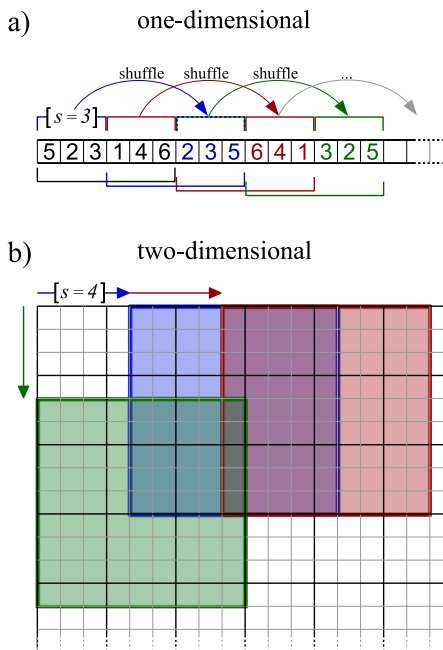 a) one-dimensional
shuffle shuffle shuffle ...
[s = 3]
5 2 3 1 4 6 2 3 5 6 4 1 3 2 5
b) two-dimensional
[s = 4]